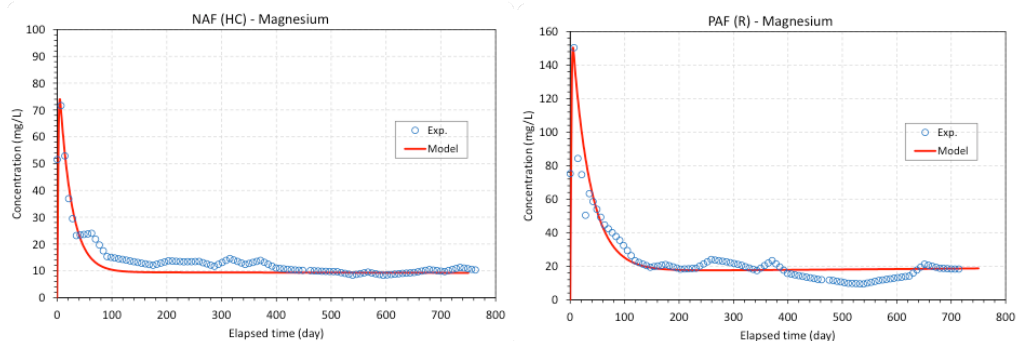 NAF (HC) - Magnesium
100
90
80
70
60
50
40
30
20
10
0
Concentration (mg/L)
Exp.
Model
0 100 200 300 400 500 600 700 800
Elapsed time (day)
PAF (R) - Magnesium
160
140
120
100
80
60
40
20
0
Concentration (mg/L)
Exp.
Model
0 100 200 300 400 500 600 700 800
Elapsed time (day)